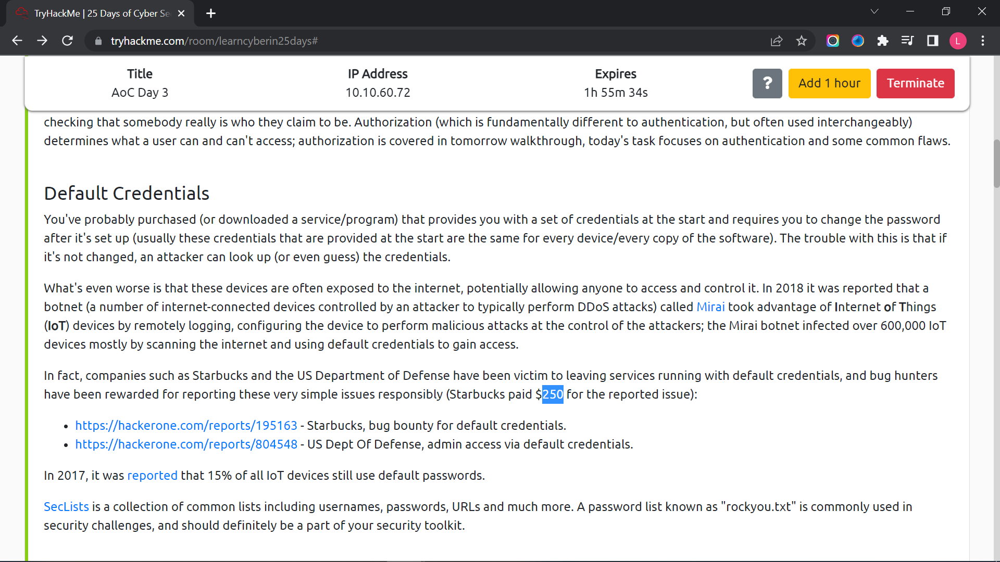 TryHackMe | 25 Days of Cyber Se
tryhackme.com/room/learncyberin25days#
L
Title
AoC Day 3
IP Address
10.10.60.72
Expires
1h 55m 34s
?
Add 1 hour
Terminate
checking that somebody really is who they claim to be. Authorization (which is fundamentally different to authentication, but often used interchangeably)
determines what a user can and can't access; authorization is covered in tomorrow walkthrough, today's task focuses on authentication and some common flaws.
Default Credentials
You've probably purchased (or downloaded a service/program) that provides you with a set of credentials at the start and requires you to change the password
after it's set up (usually these credentials that are provided at the start are the same for every device/every copy of the software). The trouble with this is that if
it's not changed, an attacker can look up (or even guess) the credentials.
What's even worse is that these devices are often exposed to the internet, potentially allowing anyone to access and control it. In 2018 it was reported that a
botnet (a number of internet-connected devices controlled by an attacker to typically perform DDoS attacks) called Mirai took advantage of Internet of Things
(IoT) devices by remotely logging, configuring the device to perform malicious attacks at the control of the attackers; the Mirai botnet infected over 600,000 IoT
devices mostly by scanning the internet and using default credentials to gain access.
In fact, companies such as Starbucks and the US Department of Defense have been victim to leaving services running with default credentials, and bug hunters
have been rewarded for reporting these very simple issues responsibly (Starbucks paid $250 for the reported issue):
• https://hackerone.com/reports/195163 - Starbucks, bug bounty for default credentials.
• https://hackerone.com/reports/804548 - US Dept Of Defense, admin access via default credentials.
In 2017, it was reported that 15% of all IoT devices still use default passwords.
SecLists is a collection of common lists including usernames, passwords, URLs and much more. A password list known as "rockyou.txt" is commonly used in
security challenges, and should definitely be a part of your security toolkit.